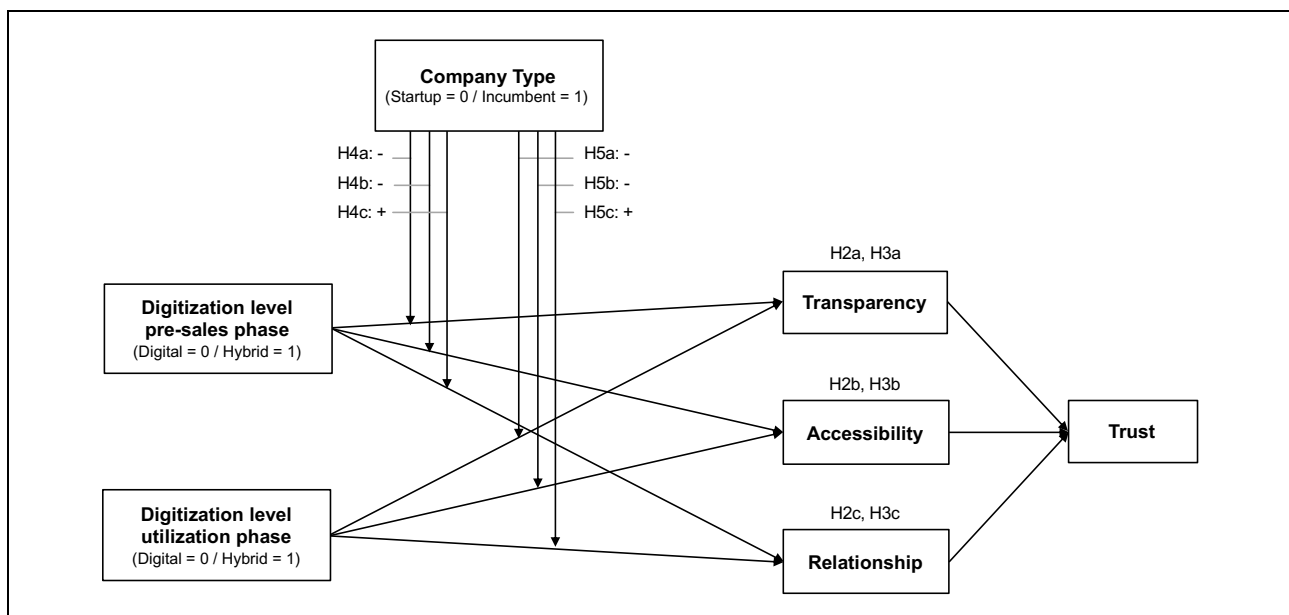 Company Type
(Startup = 0 / Incumbent = 1)
H4a: -
H5a: -
H4b: -
H5b: -
H4c: +
H5c: +
H2a, H3a
Digitization level
pre-sales phase
(Digital = 0 / Hybrid = 1)
Transparency
H2b, H3b
Accessibility
Trust
Digitization level
utilization phase
(Digital = 0 / Hybrid = 1)
H2c, H3c
Relationship